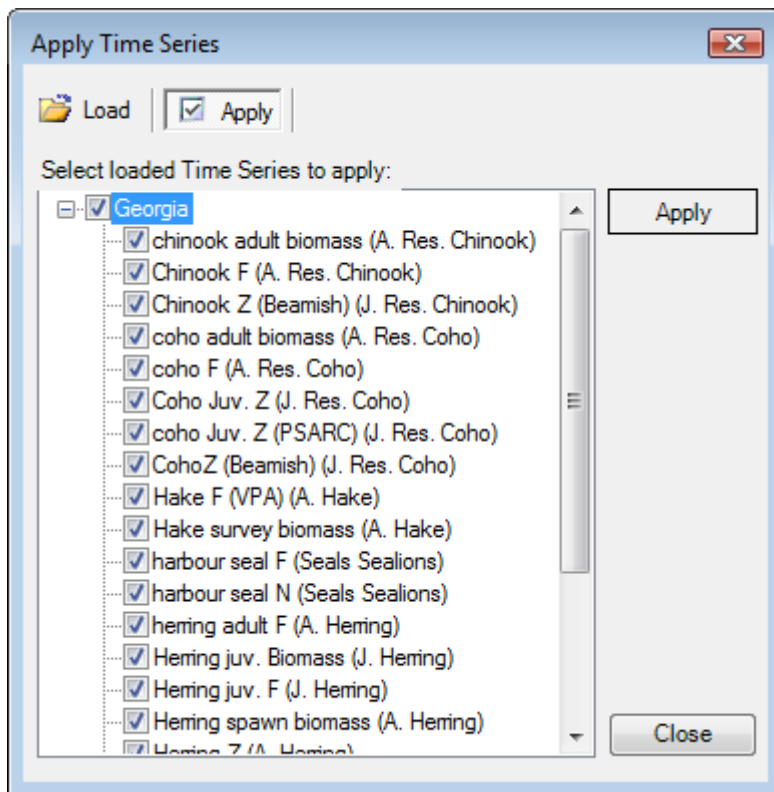 Apply Time Series
Load Apply
Select loaded Time Series to apply:
Georgia
Apply
chinook adult biomass (A. Res. Chinook)
Chinook F (A. Res. Chinook)
Chinook Z (Beamish) (J. Res. Chinook)
coho adult biomass (A. Res. Coho)
coho F (A. Res. Coho)
Coho Juv. Z (J. Res. Coho)
coho Juv. Z (PSARC) (J. Res. Coho)
CohoZ (Beamish) (J. Res. Coho)
Hake F (VPA) (A. Hake)
Hake survey biomass (A. Hake)
harbour seal F (Seals Sealions)
harbour seal N (Seals Sealions)
herring adult F (A. Herring)
Herring juv. Biomass (J. Herring)
Herring juv. F (J. Herring)
Herring spawn biomass (A. Herring)
Herring Z (A. Herring)
Close